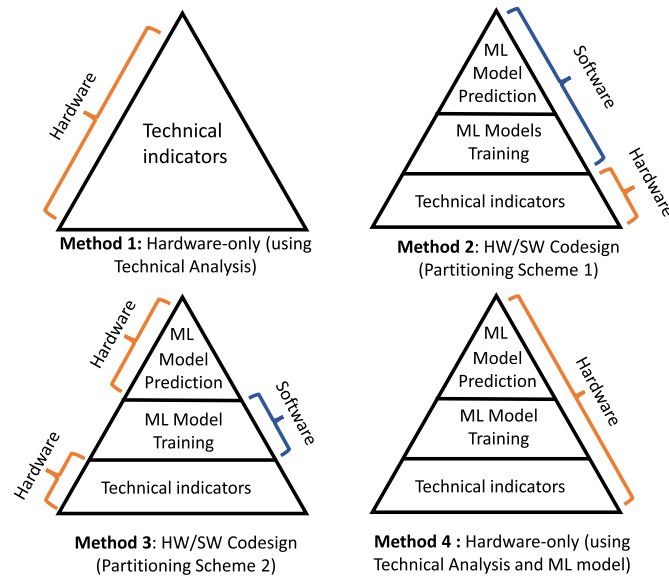 Hardware
Technical
indicators
Method 1: Hardware-only (using
Technical Analysis)
ML
Model
Prediction
ML Models
Training
Technical indicators
Software
Hardware
Method 2: HW/SW Codesign
(Partitioning Scheme 1)
Hardware
ML
Model
Prediction
ML Model
Training
Technical indicators
Software
Hardware
Method 3: HW/SW Codesign
(Partitioning Scheme 2)
ML
Model
Prediction
ML Model
Training
Technical indicators
Hardware
Method 4 : Hardware-only (using
Technical Analysis and ML model)